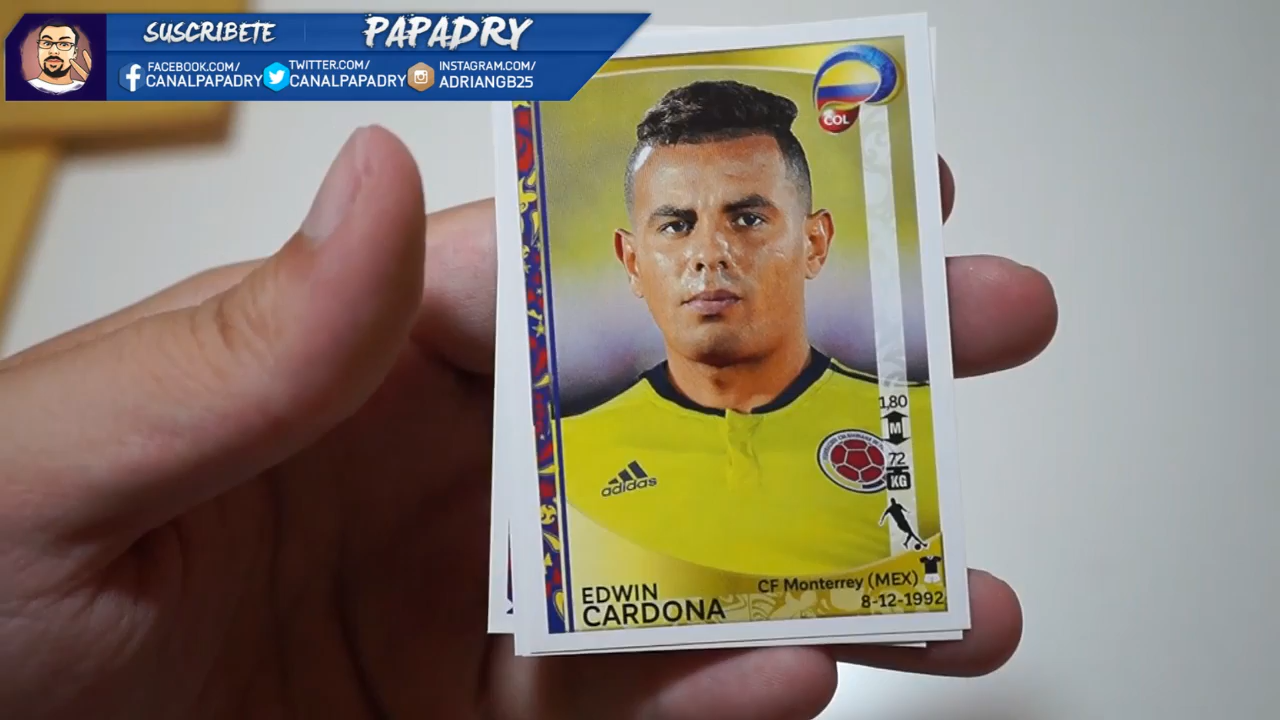 SUSCRIBETE
PAPADRY
FACEBOOK.COM/
CANALPAPADRY
TWITTER.COM/
CANALPAPADRY
INSTAGRAM.COM/
ADRIANGB25
COL
1,80
M
72
KG
adidas
EDWIN
CARDONA
CF Monterrey (MEX)
8-12-1992